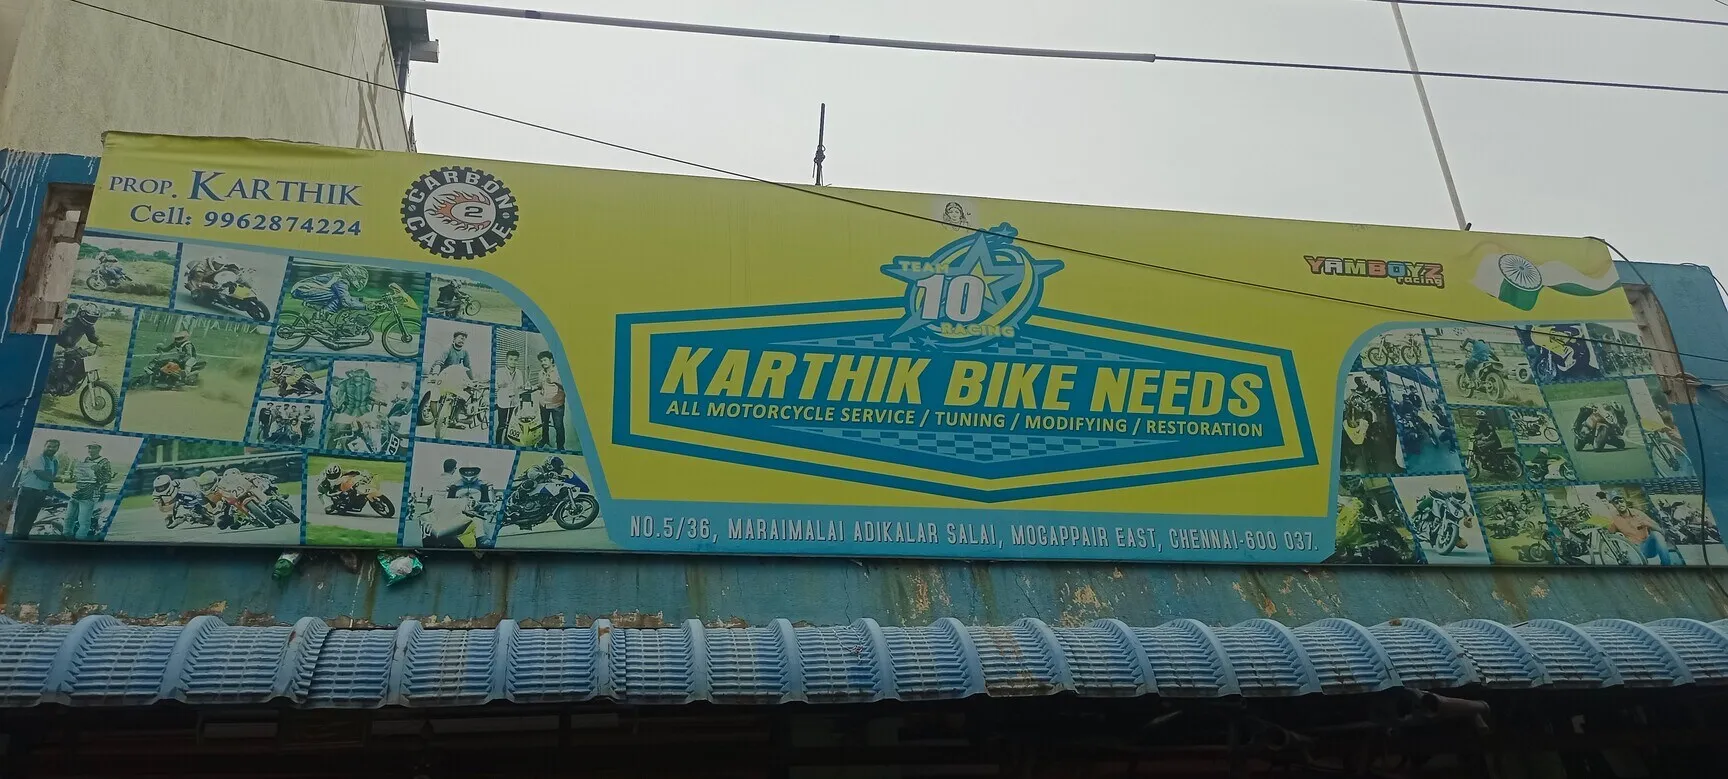 PROP. KARTHIK
Cell: 9962874224
CARBON
2
CASTLE
TEAM
10
RACING
YAMBOYZ
racing
KARTHIK BIKE NEEDS
ALL MOTORCYCLE SERVICE / TUNING / MODIFYING / RESTORATION
NO.5/36, MARAIMALAI ADIKALAR SALAI, MOGAPPAIR EAST, CHENNAI-600 037.